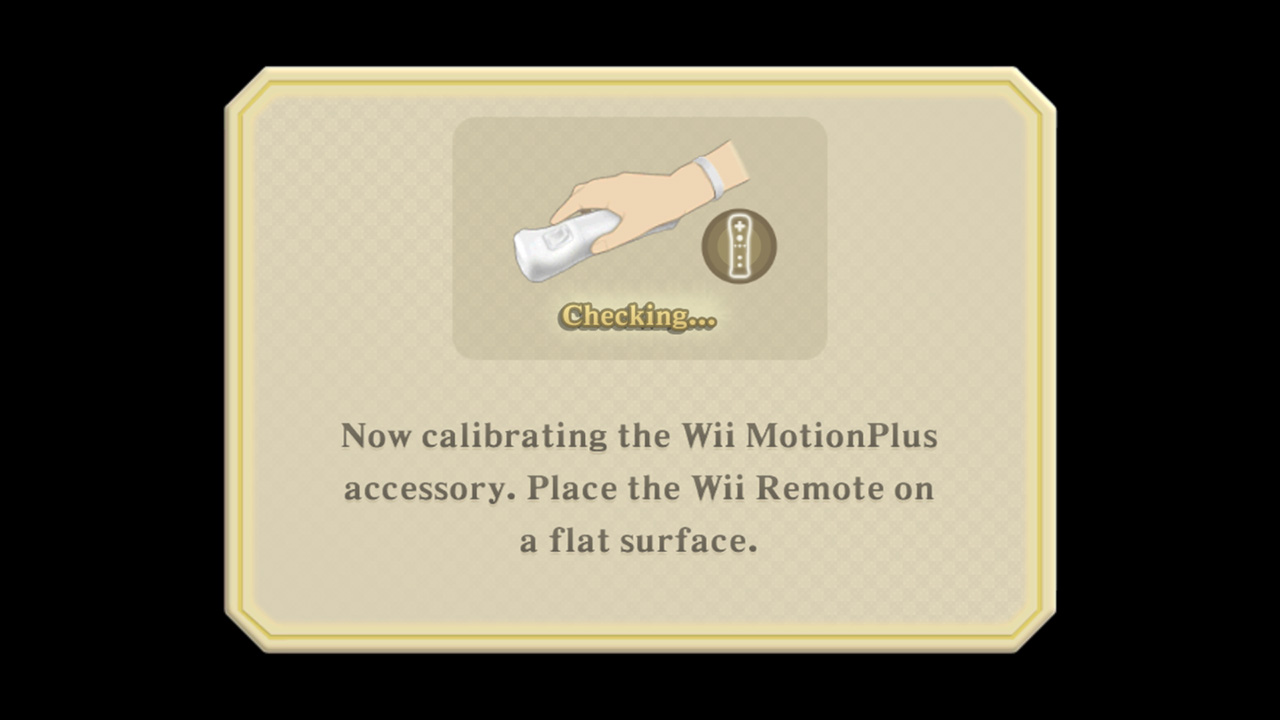 Checking...
Now calibrating the Wii MotionPlus
accessory. Place the Wii Remote on
a flat surface.